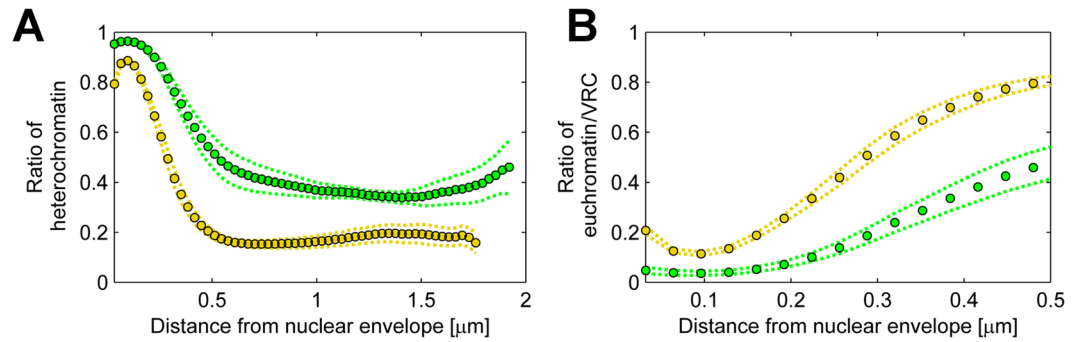 A
Ratio of
heterochromatin
1
0.8
0.6
0.4
0.2
0
0.5
1
1.5
2
Distance from nuclear envelope [μm]
B
Ratio of
euchromatin/VRC
1
0.8
0.6
0.4
0.2
0
0.1
0.2
0.3
0.4
0.5
Distance from nuclear envelope [μm]